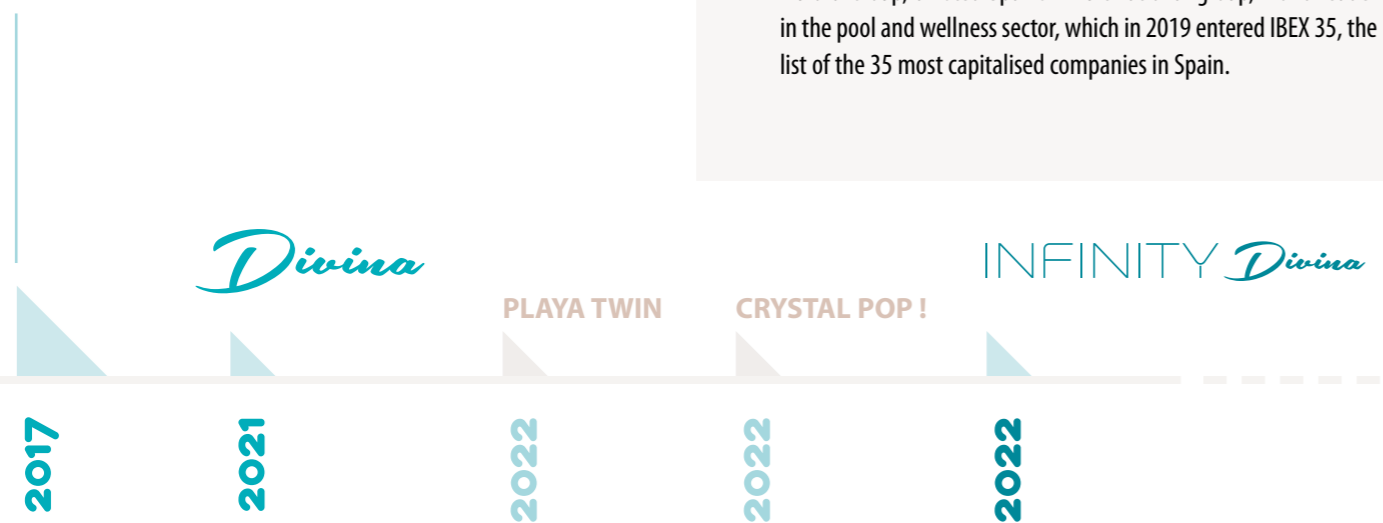 in the pool and wellness sector, which in 2019 entered IBEX 35, the
list of the 35 most capitalised companies in Spain.
Divina
INFINITY Divina
PLAYA TWIN
CRYSTAL POP !
2017
2021
2022
2022
2022